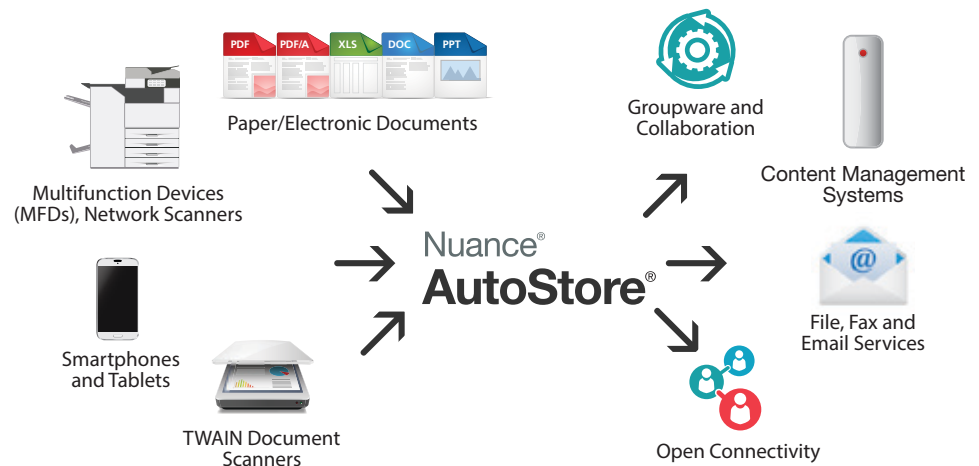 PDF
PDF/A
XLS
DOC
PPT
Paper/Electronic Documents
Multifunction Devices
(MFDs), Network Scanners
Smartphones
and Tablets
TWAIN Document
Scanners
Nuance®
AutoStore®
Groupware and
Collaboration
Content Management
Systems
@
File, Fax and
Email Services
Open Connectivity